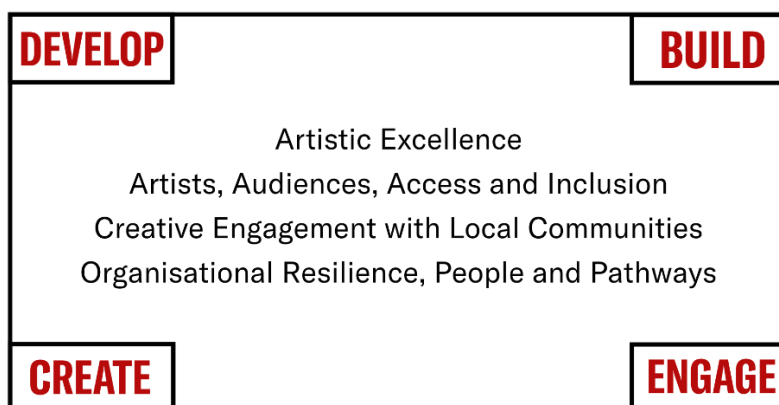 DEVELOP
BUILD
Artistic Excellence
Artists, Audiences, Access and Inclusion
Creative Engagement with Local Communities
Organisational Resilience, People and Pathways
CREATE
ENGAGE